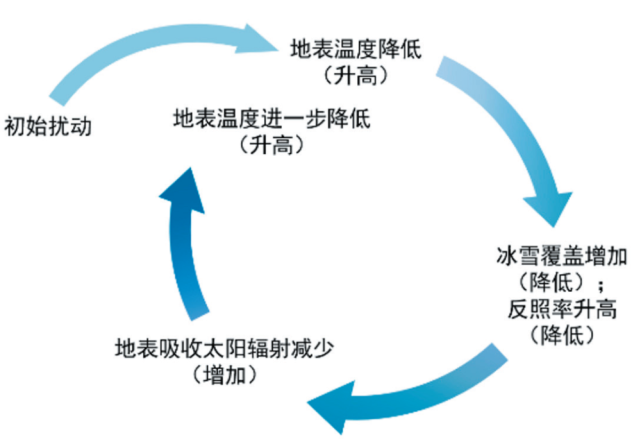 初始扰动
地表温度降低
（升高）
冰雪覆盖增加
（降低）；
反照率升高
（降低）
地表吸收太阳辐射减少
（增加）
地表温度进一步降低
（升高）